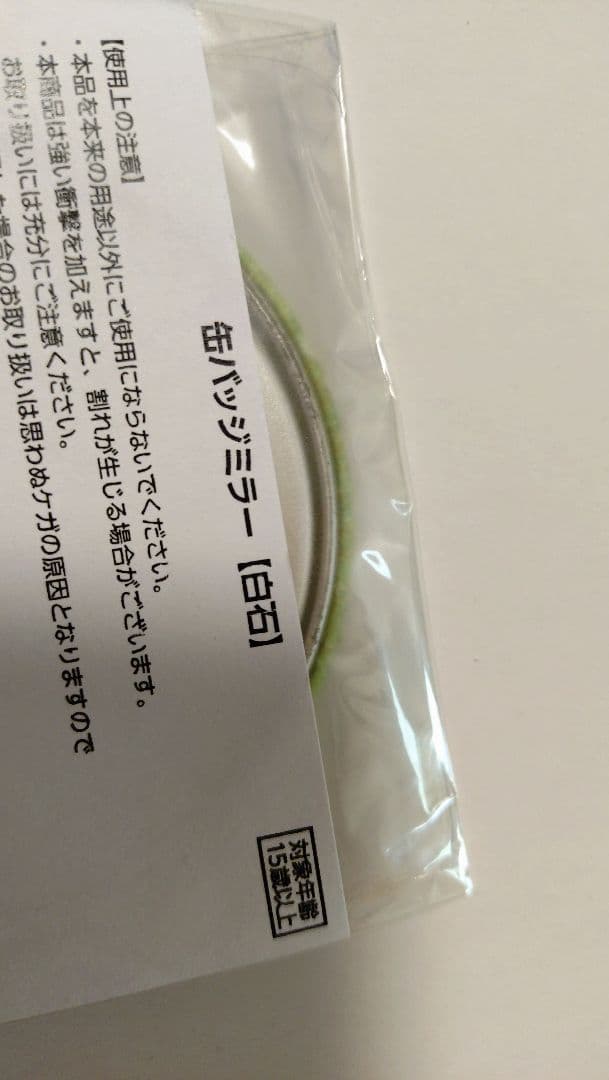 缶バッジミラー【白石】
対象年齢
15歳以上
【使用上の注意】
・本品を本来の用途以外にご使用にならないでください。
・本商品は強い衝撃を加えますと、割れが生じる場合がございます。
お取り扱いには充分にご注意ください。
場合のお取り扱いは思わぬケガの原因となりますので